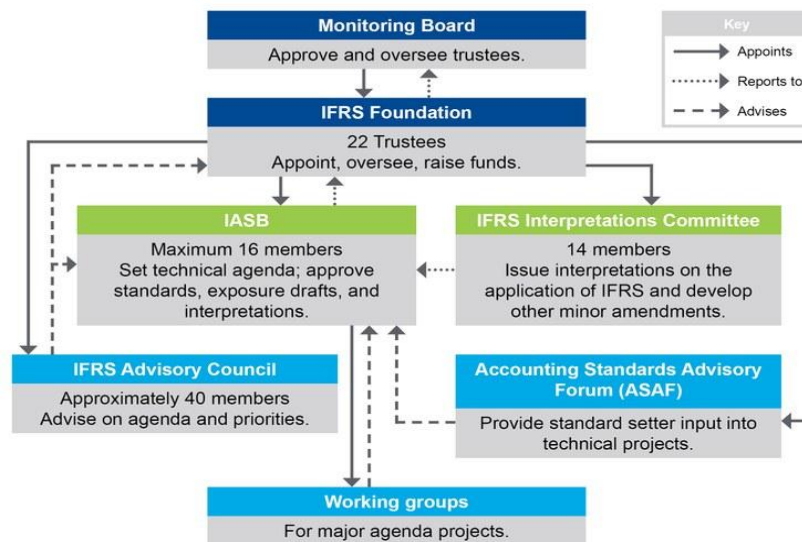 Monitoring Board
Approve and oversee trustees.
Key
Appoints
Reports to
Advises
IFRS Foundation
22 Trustees
Appoint, oversee, raise funds.
IASB
Maximum 16 members
Set technical agenda; approve
standards, exposure drafts, and
interpretations.
IFRS Interpretations Committee
14 members
Issue interpretations on the
application of IFRS and develop
other minor amendments.
IFRS Advisory Council
Approximately 40 members
Advise on agenda and priorities.
Accounting Standards Advisory
Forum (ASAF)
Provide standard setter input into
technical projects.
Working groups
For major agenda projects.